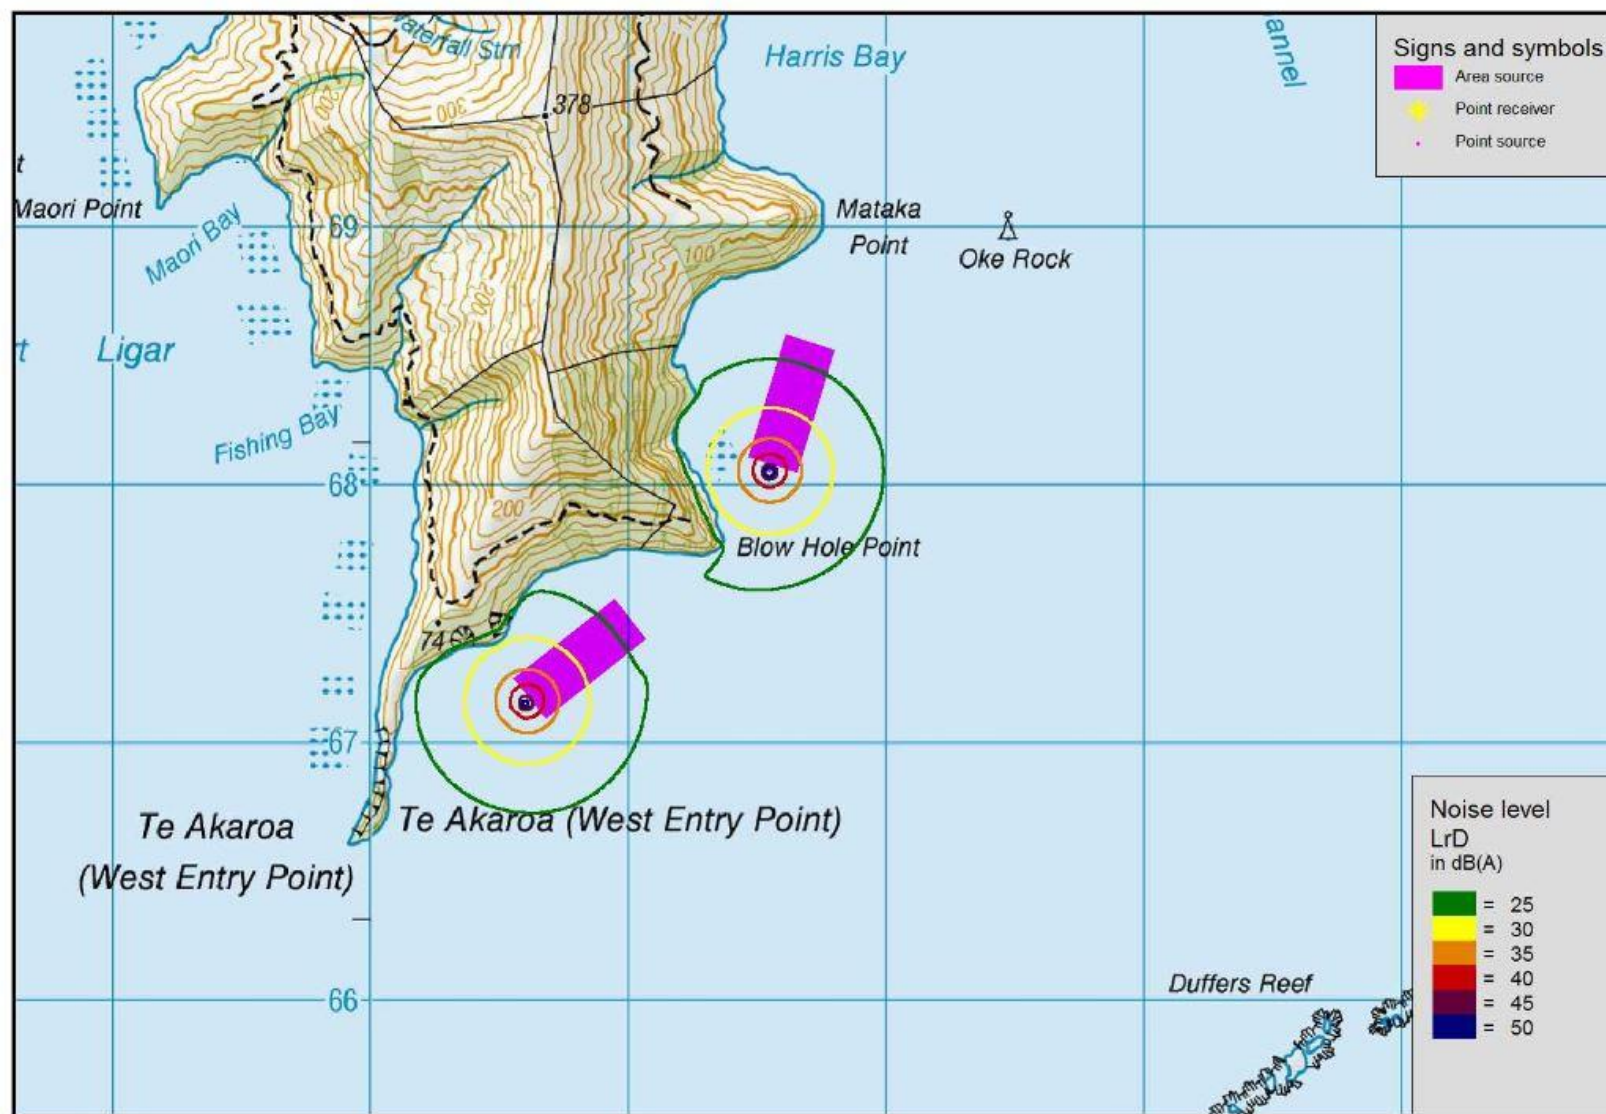 Waterfall Stm
Harris Bay
annel
Signs and symbols
Area source
Point receiver
Point source
200
300
378
t
Maori Point
Maori Bay
69
Mataka
Point
100
Oke Rock
200
t
Ligar
Fishing Bay
68
200
Blow Hole Point
74
67
Te Akaroa
(West Entry Point)
Te Akaroa (West Entry Point)
66
Duffers Reef
Noise level
LrD
in dB(A)
= 25
= 30
= 35
= 40
= 45
= 50